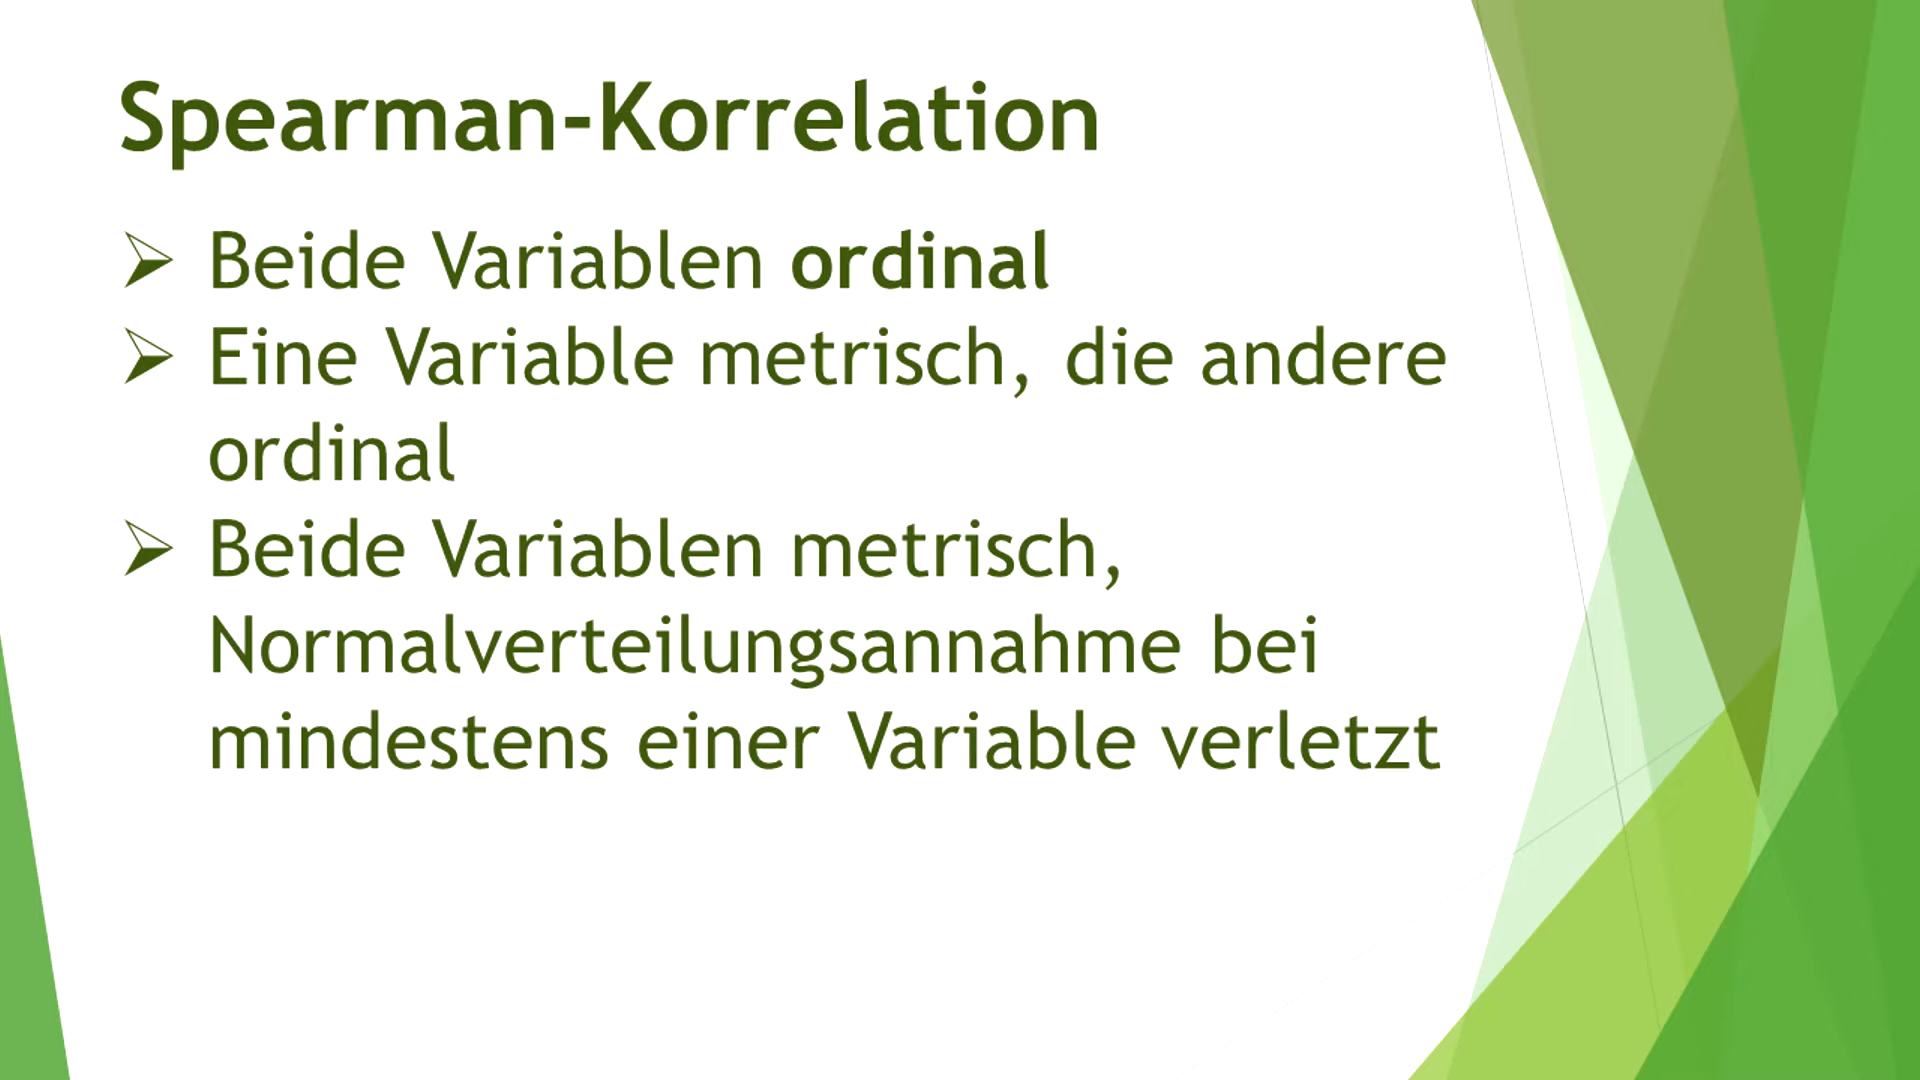 Spearman-Korrelation
Beide Variablen ordinal
Eine Variable metrisch, die andere
ordinal
Beide Variablen metrisch,
Normalverteilungsannahme bei
mindestens einer Variable verletzt